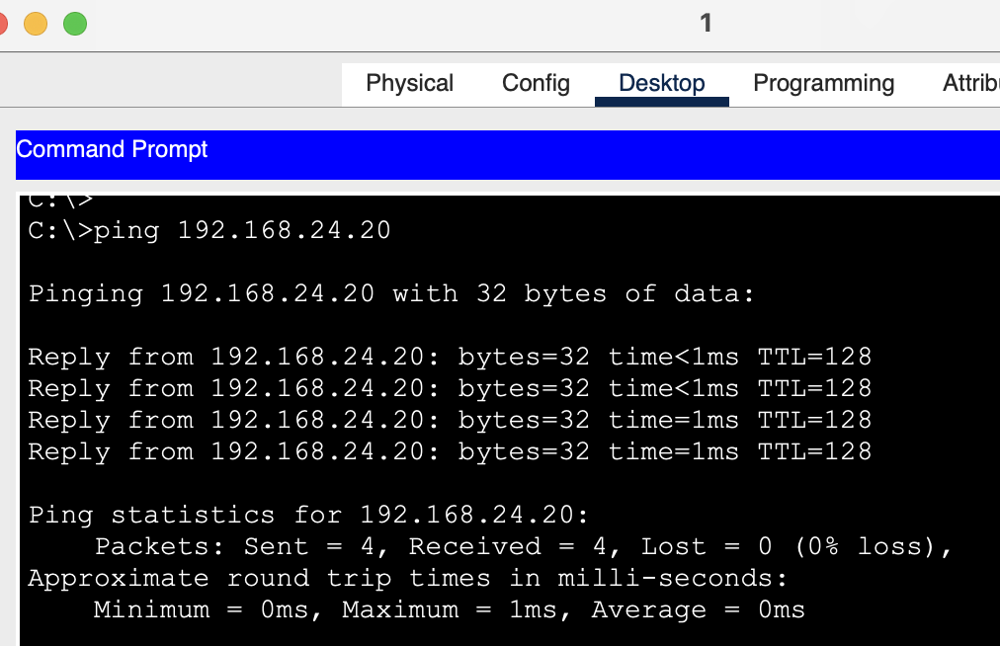 1
Physical Config Desktop Programming
Command Prompt
C:\>
C:\>ping 192.168.24.20
Pinging 192.168.24.20 with 32 bytes of data:
Reply from 192.168.24.20: bytes=32 time<1ms TTL=128
Reply from 192.168.24.20: bytes=32 time<1ms TTL=128
Reply from 192.168.24.20: bytes=32 time=1ms TTL=128
Reply from 192.168.24.20: bytes=32 time=1ms TTL=128
Ping statistics for 192.168.24.20:
Packets: Sent = 4, Received = 4, Lost = 0 (0% loss),
Approximate round trip times in milli-seconds:
Minimum = 0ms, Maximum = 1ms, Average = 0ms